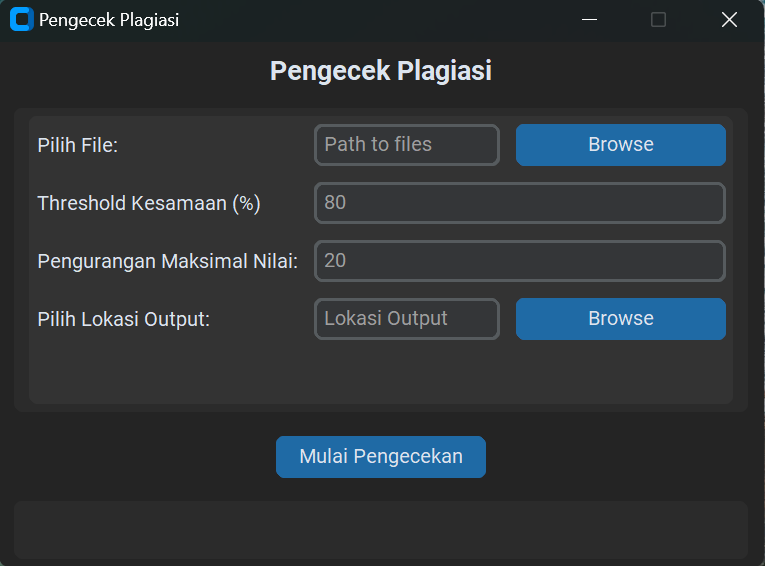 Pengecek Plagiasi
Pengecek Plagiasi
Pilih File: Path to files Browse
Threshold Kesamaan (%) 80
Pengurangan Maksimal Nilai: 20
Pilih Lokasi Output: Lokasi Output Browse
Mulai Pengecekan